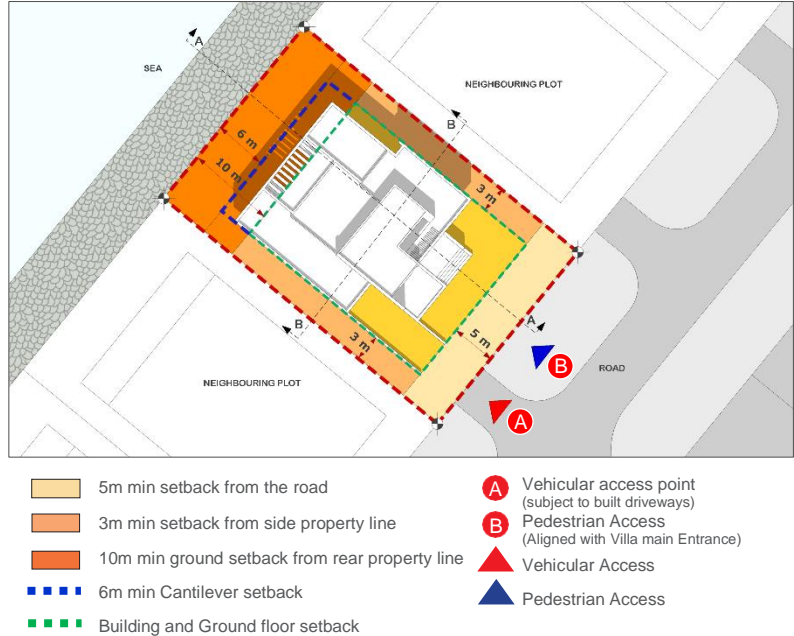 A
SEA
NEIGHBOURING PLOT
B
6 m
10 m
3 m
B
A
5 m
3 m
ROAD
B
NEIGHBOURING PLOT
A
5m min setback from the road
3m min setback from side property line
10m min ground setback from rear property line
6m min Cantilever setback
Building and Ground floor setback
A
Vehicular access point
(subject to built driveways)
B
Pedestrian Access
(Aligned with Villa main Entrance)
Vehicular Access
Pedestrian Access